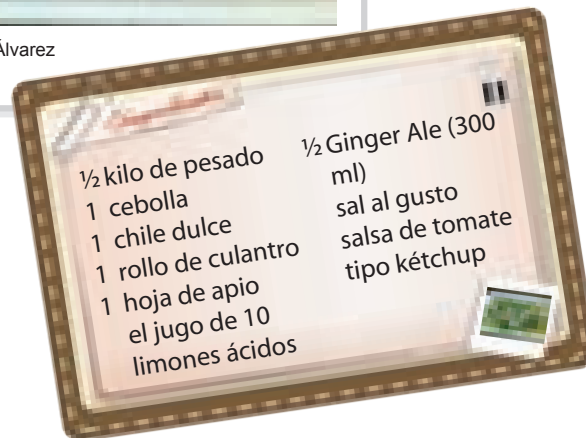 Álvarez
½ kilo de pesado
1 cebolla
1 chile dulce
1 rollo de culantro
1 hoja de apio
el jugo de 10
limones ácidos
½ Ginger Ale (300
ml)
sal al gusto
salsa de tomate
tipo kétchup